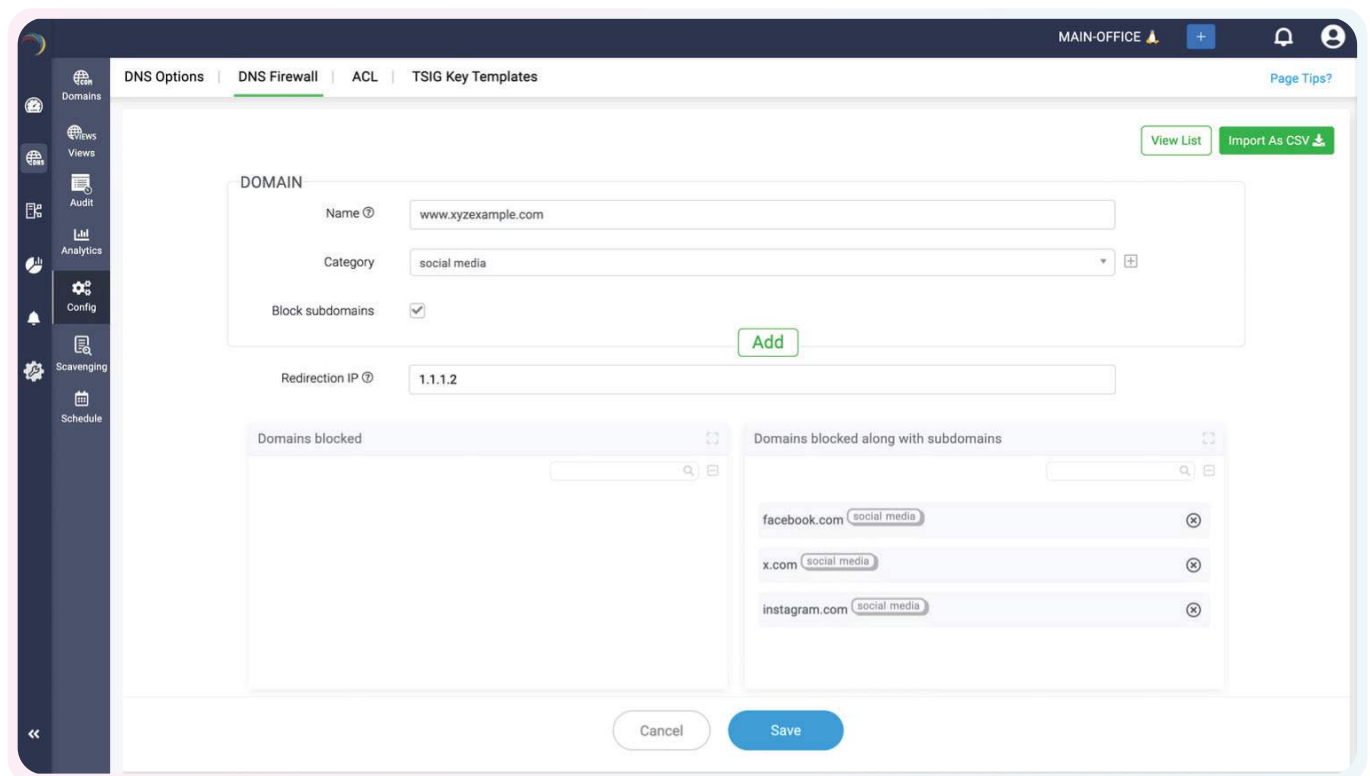 MAIN-OFFICE
DNS Options
DNS Firewall
ACL
TSIG Key Templates
Page Tips?
Domains
VIEWS
Views
Audit
Analytics
Config
Scavenging
Schedule
DNS
View List
Import As CSV
DOMAIN
Name
www.xyzexample.com
Category
social media
Block subdomains
Add
Redirection IP
1.1.1.2
Domains blocked
Domains blocked along with subdomains
facebook.com social media
x.com social media
instagram.com social media
Cancel
Save